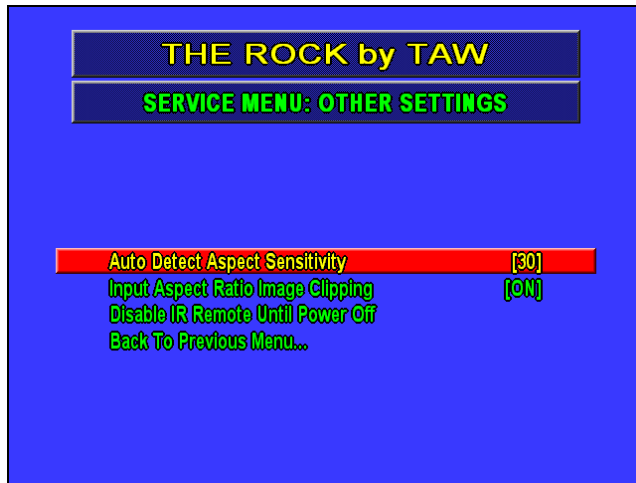 THE ROCK by TAW
SERVICE MENU: OTHER SETTINGS
Auto Detect Aspect Sensitivity [30]
Input Aspect Ratio Image Clipping [ON]
Disable IR Remote Until Power Off
Back To Previous Menu...